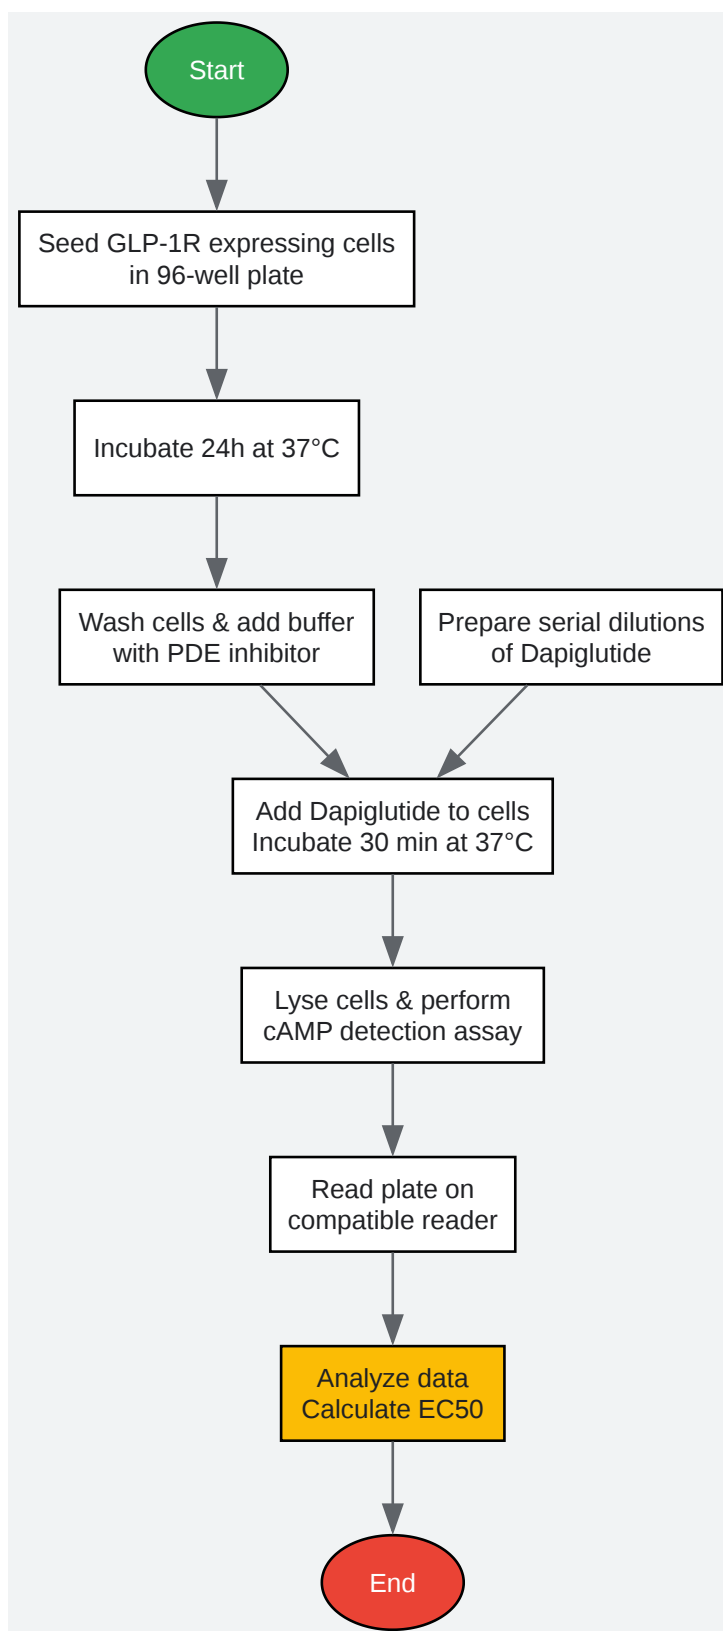 Start
Seed GLP-1R expressing cells
in 96-well plate
Incubate 24h at 37°C
Wash cells & add buffer
with PDE inhibitor
Prepare serial dilutions
of Dapiglutide
Add Dapiglutide to cells
Incubate 30 min at 37°C
Lyse cells & perform
cAMP detection assay
Read plate on
compatible reader
Analyze data
Calculate EC50
End